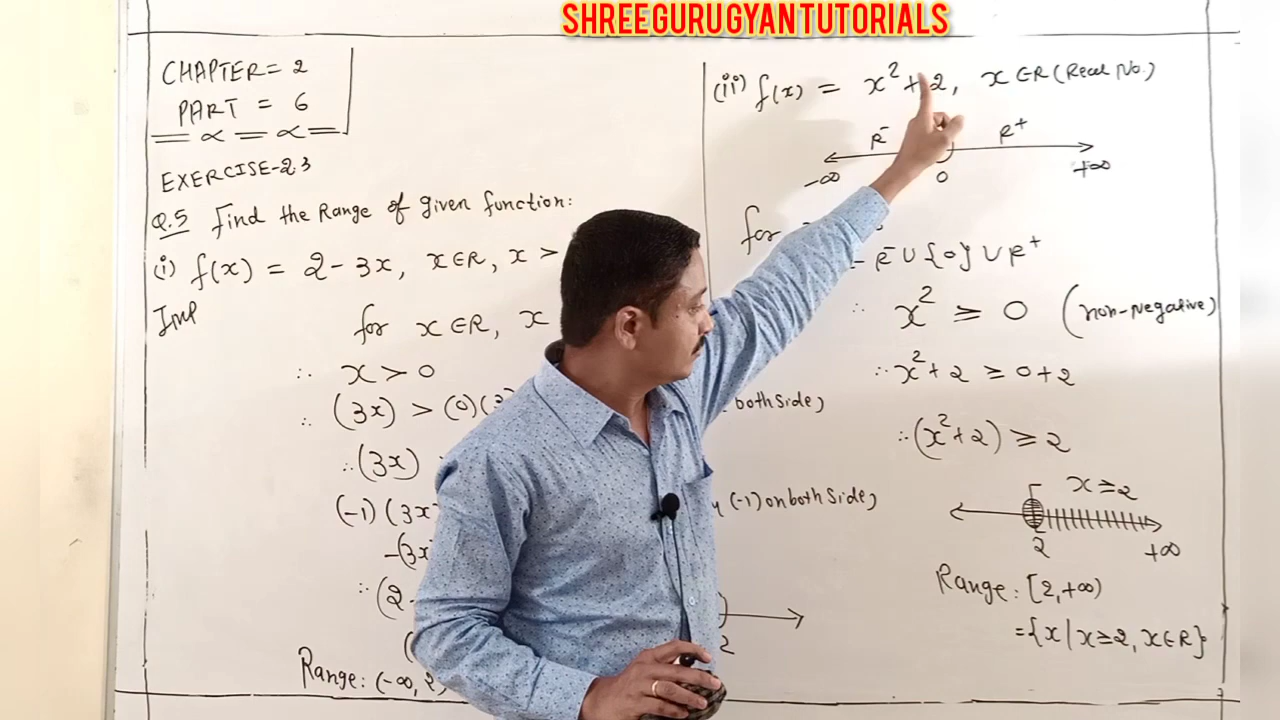 SHREE GURU GYAN TUTORIALS
CHAPTER = 2
PART = 6
= ∝ = ∝ =
EXERCISE-2.3
Q.5 Find the Range of given function:
(i) f(x) = 2 - 3x, x∈R, x >
Imp
for x∈R, x
∴ x > 0
∴ (3x) > (0)(3
both side)
∴ (3x)
(-1)(3x
(-1) on both side)
-(3x
∴ (2-
(
2
Range: (-∞, 2)
(ii) f(x) = x²+2, x∈R (Real No.)
R⁻ R⁺
-∞ 0 +∞
for
R⁻ ∪ {0} ∪ R⁺
∴ x² ≥ 0 (non-Negative)
∴ x²+2 ≥ 0+2
∴ (x²+2) ≥ 2
x≥2
2 +∞
Range: [2,+∞)
={x|x≥2, x∈R}